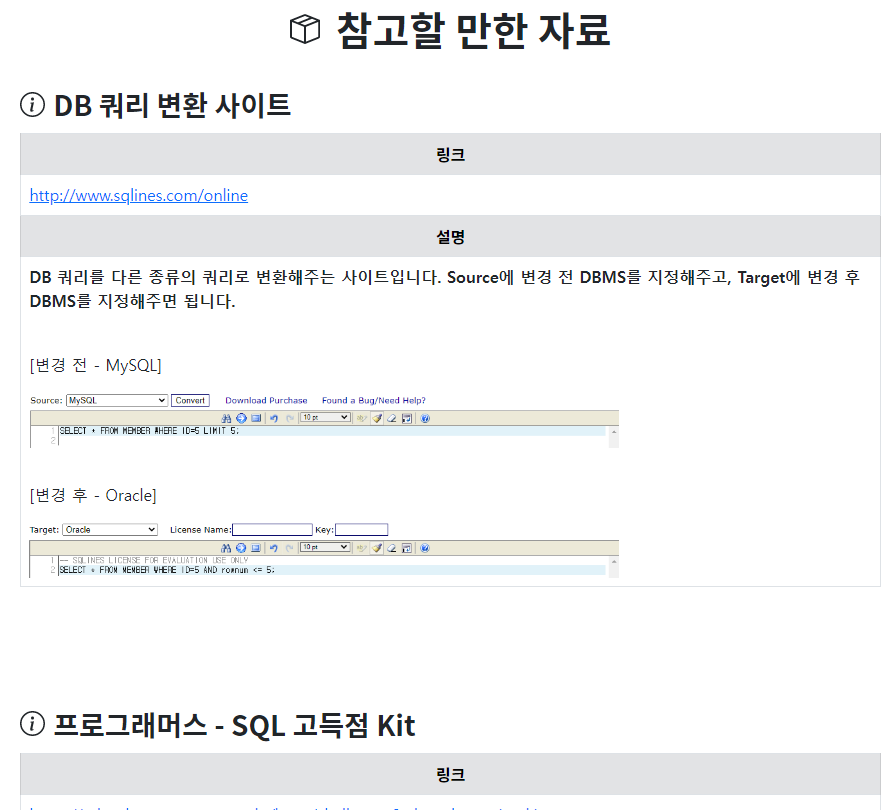 참고할 만한 자료
DB 쿼리 변환 사이트
링크
http://www.sqlines.com/online
설명
DB 쿼리를 다른 종류의 쿼리로 변환해주는 사이트입니다. Source에 변경 전 DBMS를 지정해주고, Target에 변경 후
DBMS를 지정해주면 됩니다.
[변경 전 - MySQL]
Source: MySQL Convert Download Purchase Found a Bug/Need Help?
10 pt
1 SELECT * FROM MEMBER WHERE ID=5 LIMIT 5;
2
[변경 후 - Oracle]
Target: Oracle License Name: Key:
10 pt
1 -- SQLINES LICENSE FOR EVALUATION USE ONLY
2 SELECT * FROM MEMBER WHERE ID=5 AND rownum <= 5;
프로그래머스 - SQL 고득점 Kit
링크